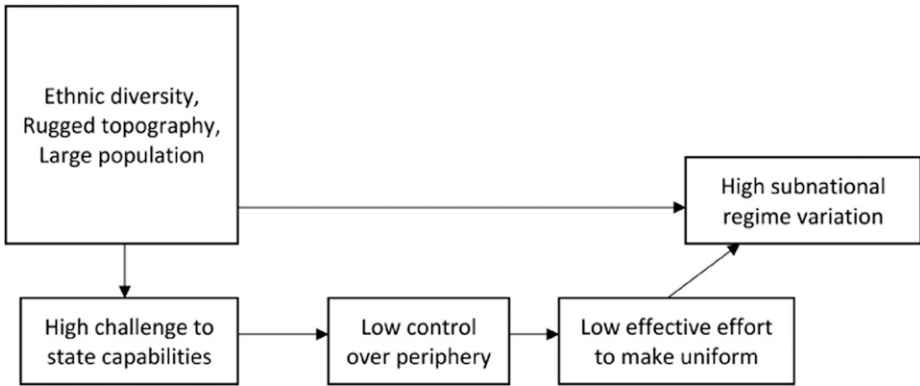 Ethnic diversity,
Rugged topography,
Large population
High subnational
regime variation
High challenge to
state capabilities
Low control
over periphery
Low effective effort
to make uniform